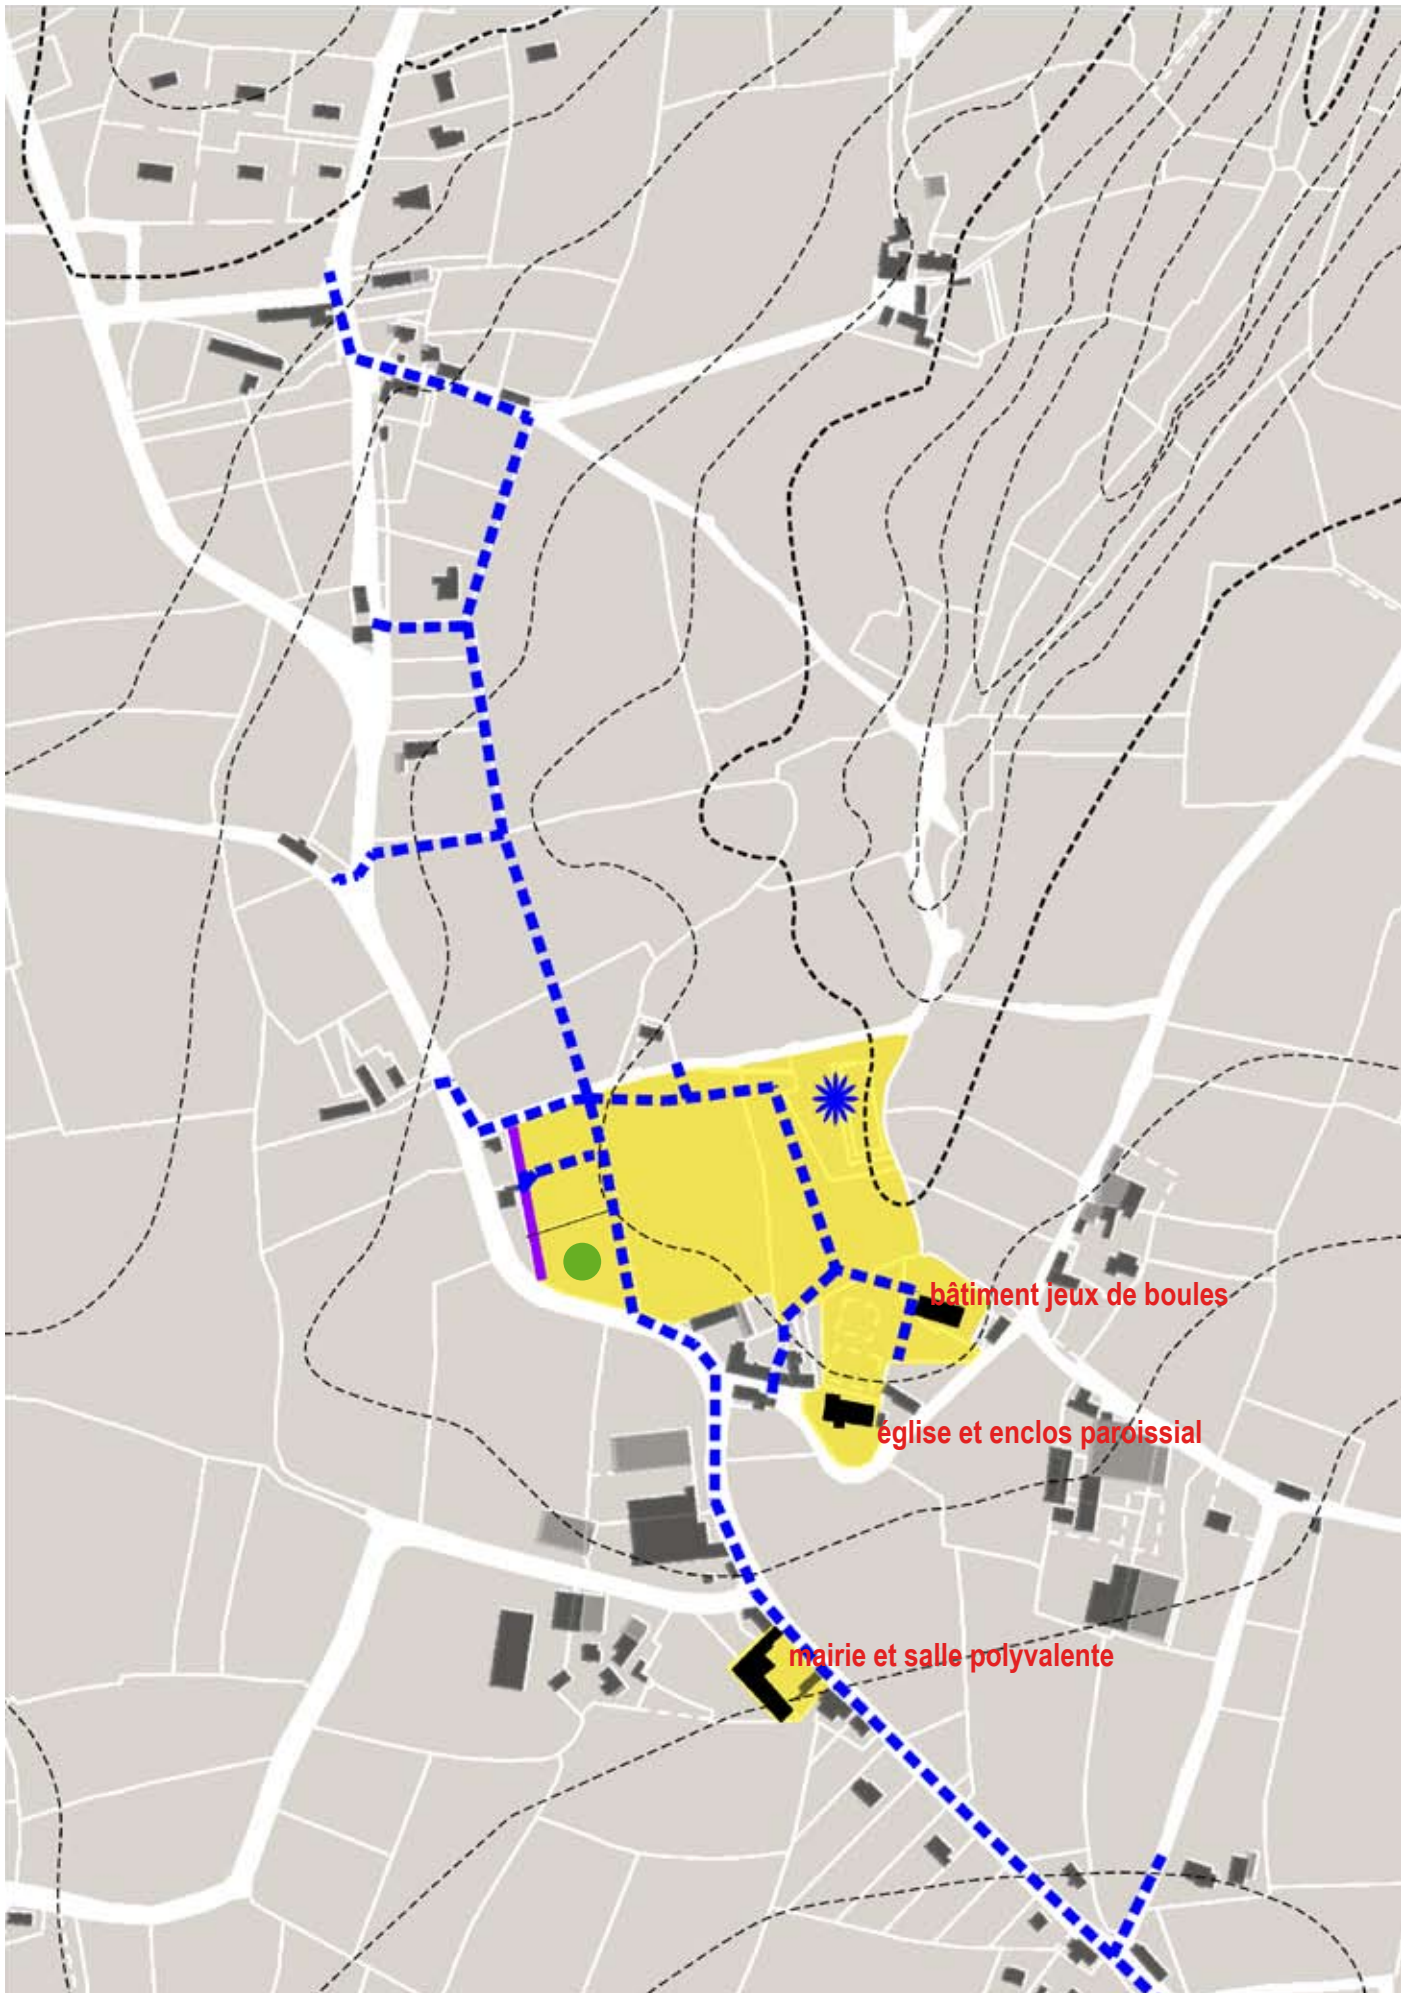 bâtiment jeux de boules
église et enclos paroissial
mairie et salle polyvalente